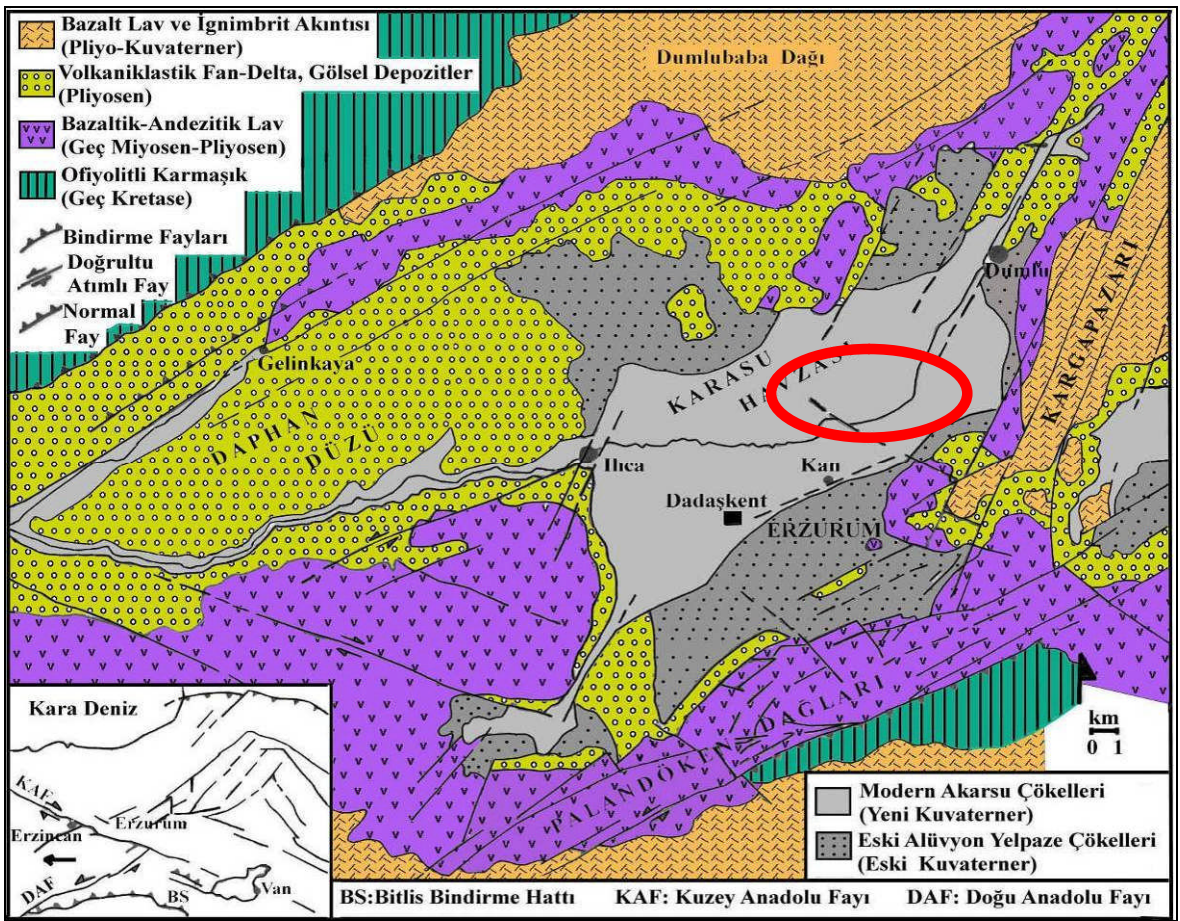 Bazalt Lav ve İgnimbrit Akıntısı
(Pliyo-Kuvaterner)
Volkaniklastik Fan-Delta, Gölsel Depozitler
(Pliyosen)
Bazaltik-Andezitik Lav
(Geç Miyosen-Pliyosen)
Ofiyolitli Karmaşık
(Geç Kretase)
Bindirme Fayları
Doğrultu
Atımlı Fay
Normal
Fay
Dumlubaba Dağı
Dumlu
KARGAPAZARI
Gelinkaya
KARASU
HAVZASI
DAPHAN
DÜZÜ
Ilıca
Kan
Dadaşkent
ERZURUM
PALANDÖKEN DAĞLARI
km
0 1
Kara Deniz
KAF
Erzincan
Erzurum
DAF
BS
Van
Modern Akarsu Çökelleri
(Yeni Kuvaterner)
Eski Alüvyon Yelpaze Çökelleri
(Eski Kuvaterner)
BS:Bitlis Bindirme Hattı KAF: Kuzey Anadolu Fayı DAF: Doğu Anadolu Fayı